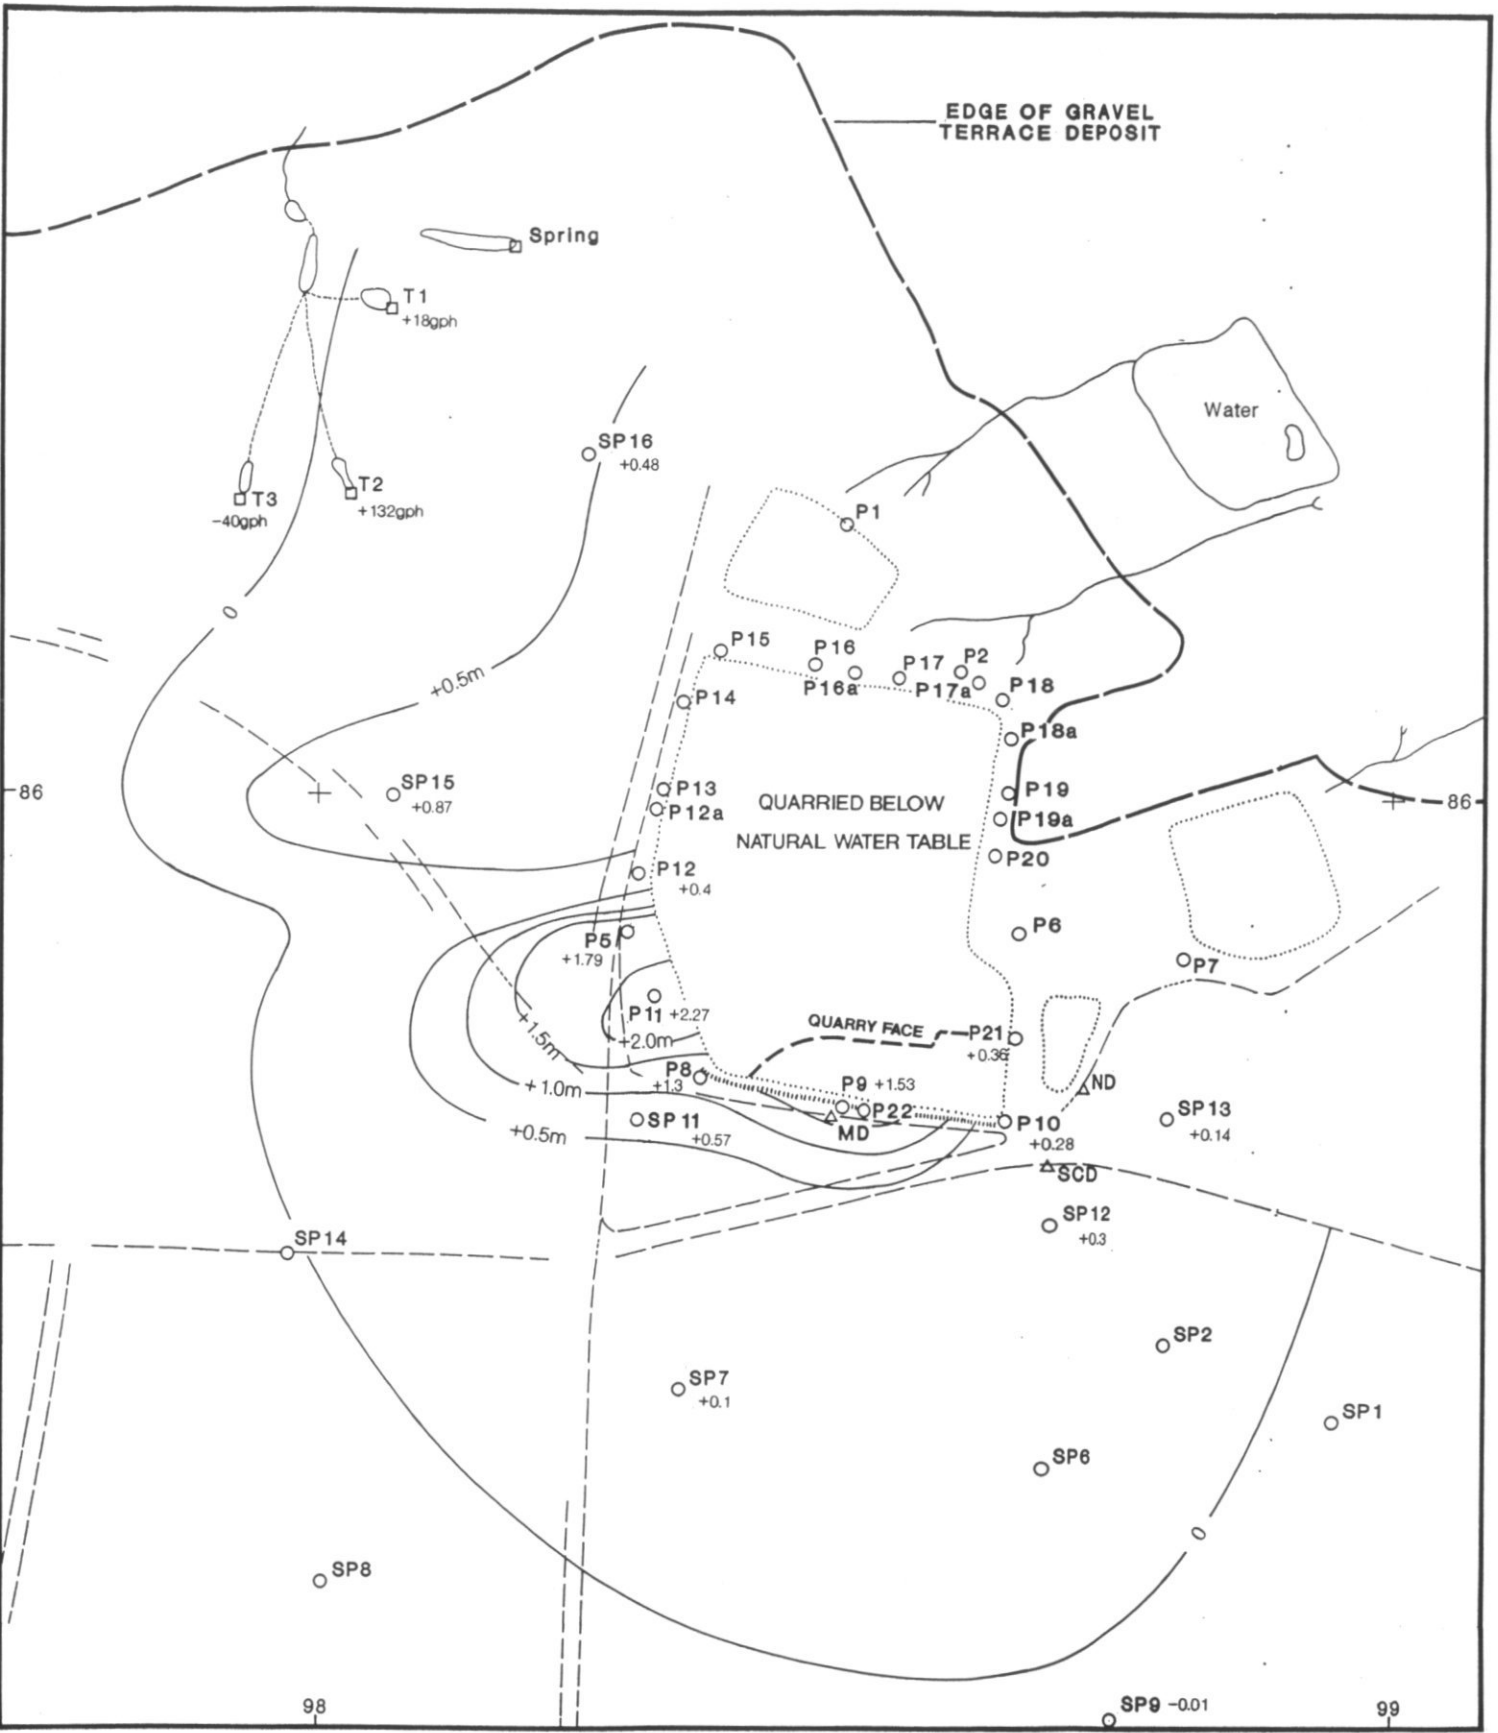 EDGE OF GRAVEL
TERRACE DEPOSIT
Spring
T1
+18gph
Water
SP16
+0.48
T3
-40gph
T2
+132gph
P1
0
P15
P16
P16a
P17
P17a
P2
P18
+0.5m
P14
P18a
86
SP15
+0.87
P13
P12a
QUARRIED BELOW
NATURAL WATER TABLE
P19
P19a
86
P20
P12
+0.4
P5
+1.79
P6
P7
P11 +2.27
+2.0m
+1.5m
QUARRY FACE
P21
+0.36
P8
+1.3
P9 +1.53
P22
MD
ND
+1.0m
+0.5m
SP11
+0.57
P10
+0.28
SCD
SP13
+0.14
SP12
+0.3
SP14
SP2
SP7
+0.1
SP1
SP6
0
SP8
98
SP9 -0.01
99